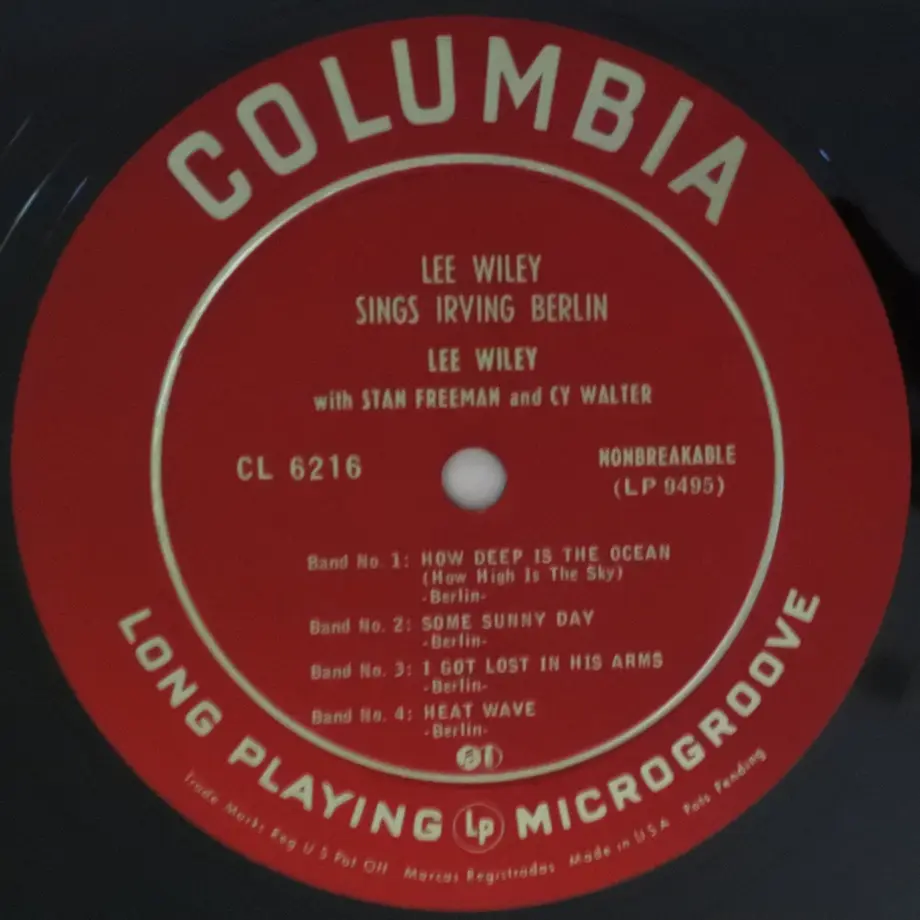 COLUMBIA
LEE WILEY
SINGS IRVING BERLIN
LEE WILEY
with STAN FREEMAN and CY WALTER
CL 6216
NONBREAKABLE
(LP 9495)
Band No. 1: HOW DEEP IS THE OCEAN
(How High Is The Sky)
-Berlin-
Band No. 2: SOME SUNNY DAY
-Berlin-
Band No. 3: I GOT LOST IN HIS ARMS
-Berlin-
Band No. 4: HEAT WAVE
-Berlin-
LONG PLAYING Lp MICROGROOVE
Trade Marks Reg U S Pat Off Marcas Registradas Made in U.S.A. Pats Pending